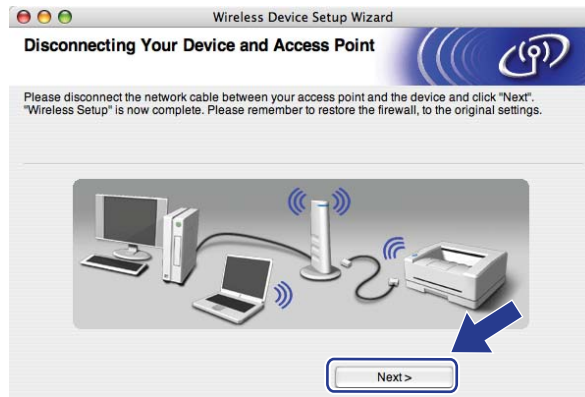 Wireless Device Setup Wizard
Disconnecting Your Device and Access Point
Please disconnect the network cable between your access point and the device and click "Next".
"Wireless Setup" is now complete. Please remember to restore the firewall, to the original settings.
Next >